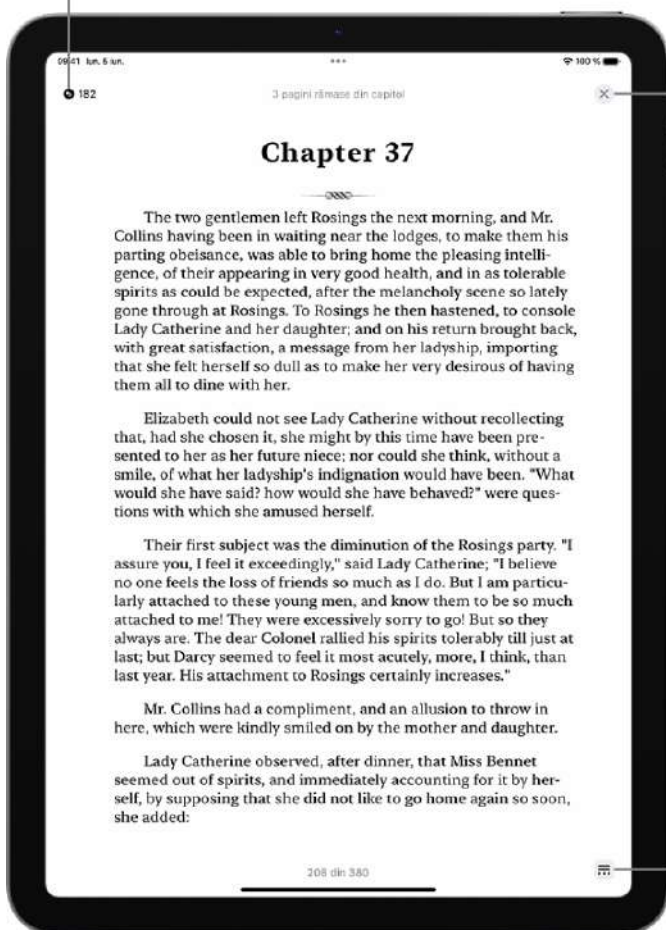 09:41 lun. 5 iun.
100 %
182
3 pagini rămase din capitol
Chapter 37
The two gentlemen left Rosings the next morning, and Mr.
Collins having been in waiting near the lodges, to make them his
parting obeisance, was able to bring home the pleasing intelli-
gence, of their appearing in very good health, and in as tolerable
spirits as could be expected, after the melancholy scene so lately
gone through at Rosings. To Rosings he then hastened, to console
Lady Catherine and her daughter; and on his return brought back,
with great satisfaction, a message from her ladyship, importing
that she felt herself so dull as to make her very desirous of having
them all to dine with her.
Elizabeth could not see Lady Catherine without recollecting
that, had she chosen it, she might by this time have been pre-
sented to her as her future niece; nor could she think, without a
smile, of what her ladyship's indignation would have been. "What
would she have said? how would she have behaved?" were ques-
tions with which she amused herself.
Their first subject was the diminution of the Rosings party. "I
assure you, I feel it exceedingly," said Lady Catherine; "I believe
no one feels the loss of friends so much as I do. But I am particu-
larly attached to these young men, and know them to be so much
attached to me! They were excessively sorry to go! But so they
always are. The dear Colonel rallied his spirits tolerably till just at
last; but Darcy seemed to feel it most acutely, more, I think, than
last year. His attachment to Rosings certainly increases."
Mr. Collins had a compliment, and an allusion to throw in
here, which were kindly smiled on by the mother and daughter.
Lady Catherine observed, after dinner, that Miss Bennet
seemed out of spirits, and immediately accounting for it by her-
self, by supposing that she did not like to go home again so soon,
she added:
208 din 380